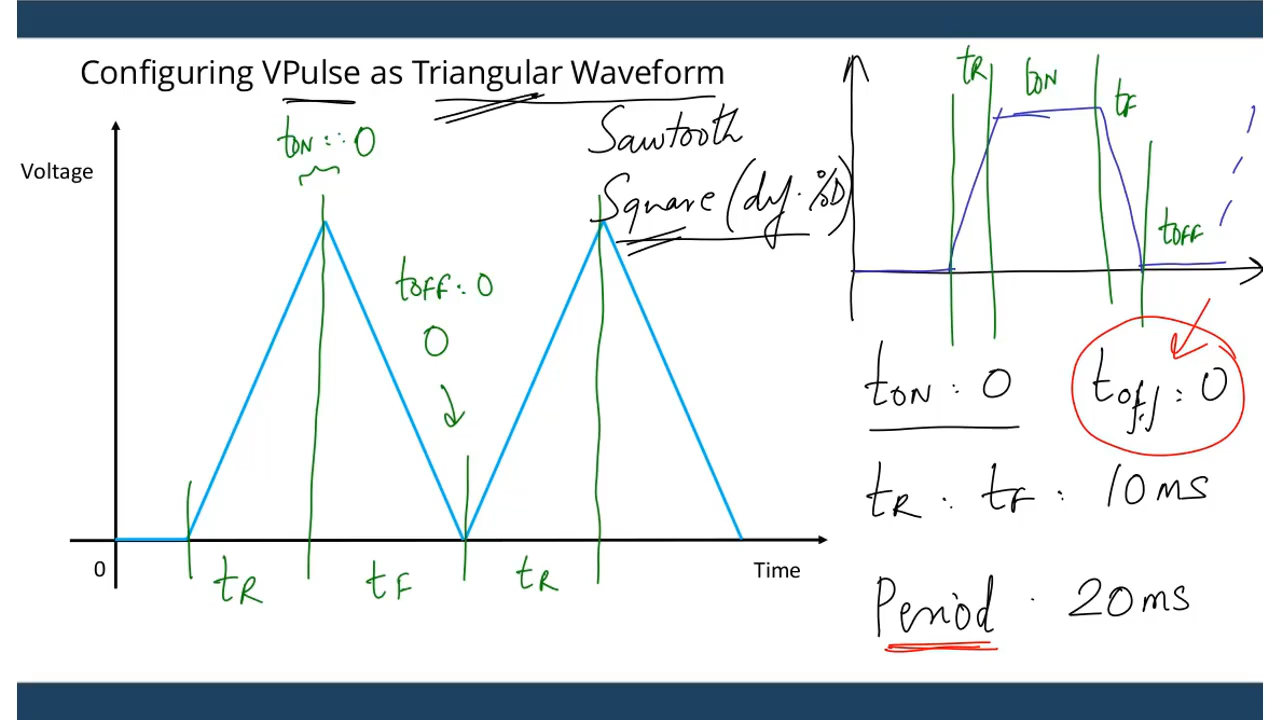 Configuring VPulse as Triangular Waveform
tON : 0
Sawtooth
Square (dy. %D)
Voltage
tOFF : 0
0
0
Time
tR
tF
tR
tR
tON
tF
tOFF
tON : 0
toff : 0
tR : tF : 10ms
Period . 20ms